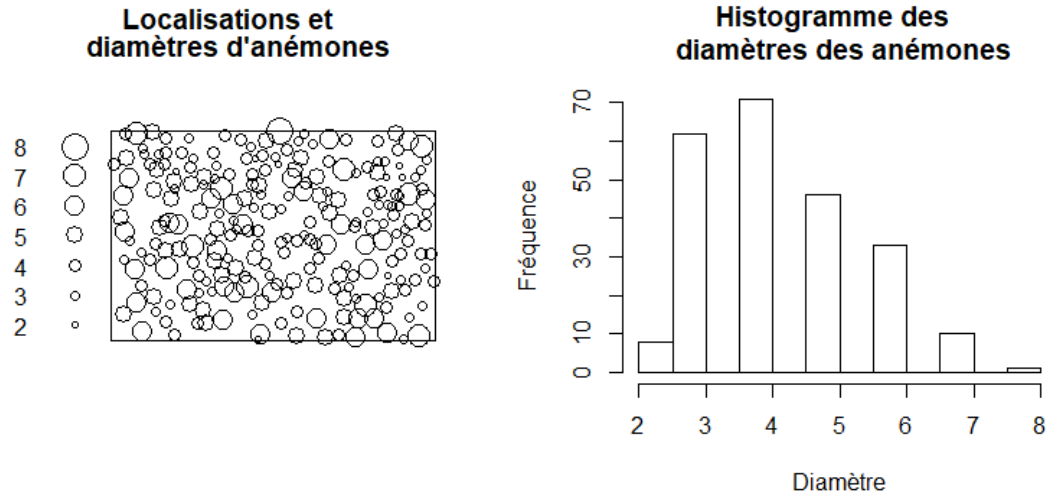 Localisations et
diamètres d'anémones
8
7
6
5
4
3
2
Histogramme des
diamètres des anémones
Fréquence
70
50
30
10
0
2 3 4 5 6 7 8
Diamètre